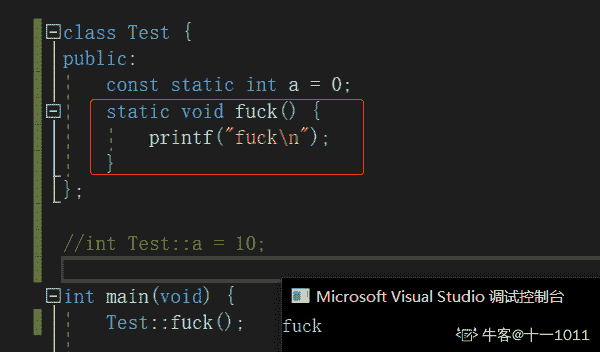 class Test {
public:
const static int a = 0;
static void fuck() {
printf("fuck\n");
}
};
//int Test::a = 10;
int main(void) {
Test::fuck();
Microsoft Visual Studio 调试控制台
fuck
牛客@十一1011